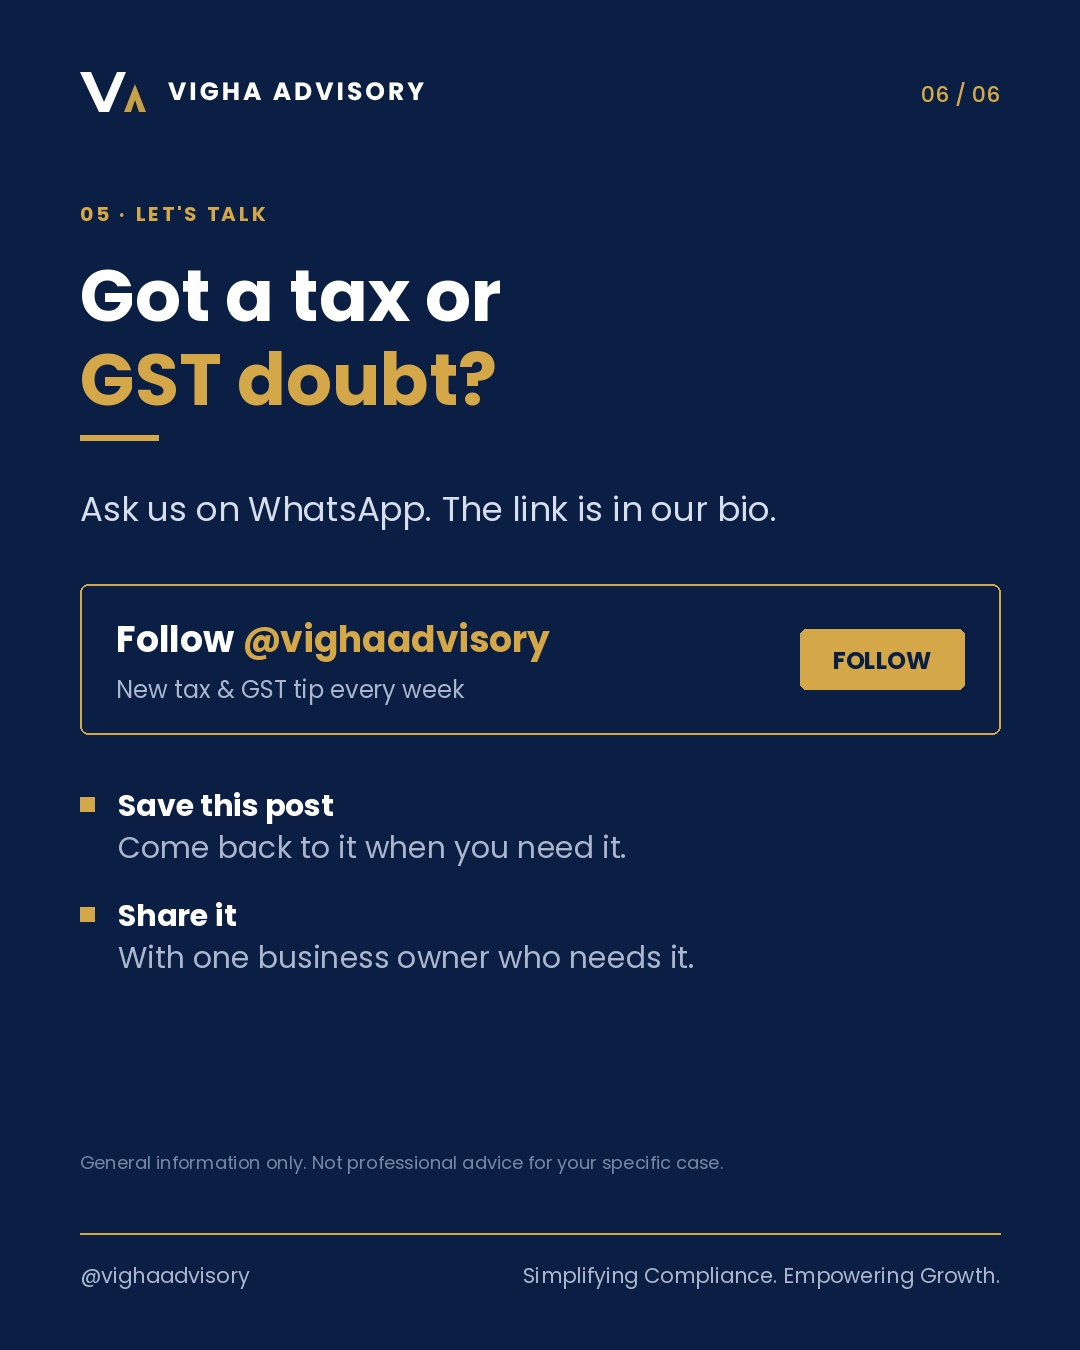 VIGHA ADVISORY
06 / 06
05 · LET'S TALK
Got a tax or
GST doubt?
Ask us on WhatsApp. The link is in our bio.
Follow @vighaadvisory
New tax & GST tip every week
FOLLOW
Save this post
Come back to it when you need it.
Share it
With one business owner who needs it.
General information only. Not professional advice for your specific case.
@vighaadvisory
Simplifying Compliance. Empowering Growth.